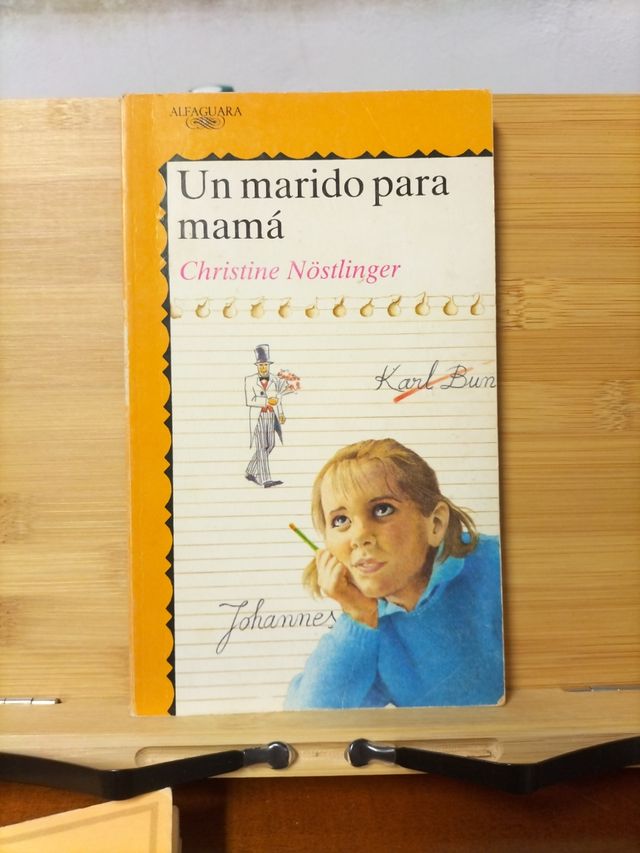 ALFAGUARA
Un marido para
mamá
Christine Nöstlinger
Karl Bun
Johannes